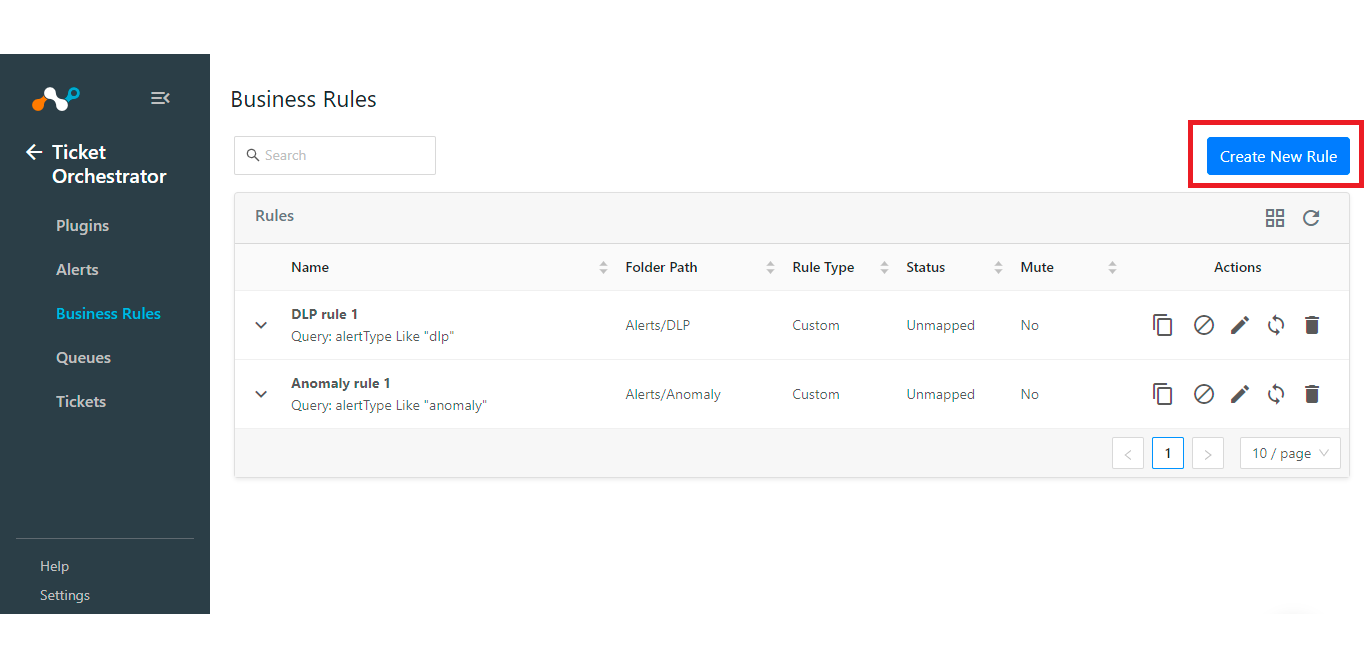 Ticket
Orchestrator
Plugins
Alerts
Business Rules
Queues
Tickets
Help
Settings
Business Rules
Search
Create New Rule
Rules
Name Folder Path Rule Type Status Mute Actions
DLP rule 1
Query: alertType Like "dlp"
Alerts/DLP Custom Unmapped No
Anomaly rule 1
Query: alertType Like "anomaly"
Alerts/Anomaly Custom Unmapped No
< 1 > 10 / page